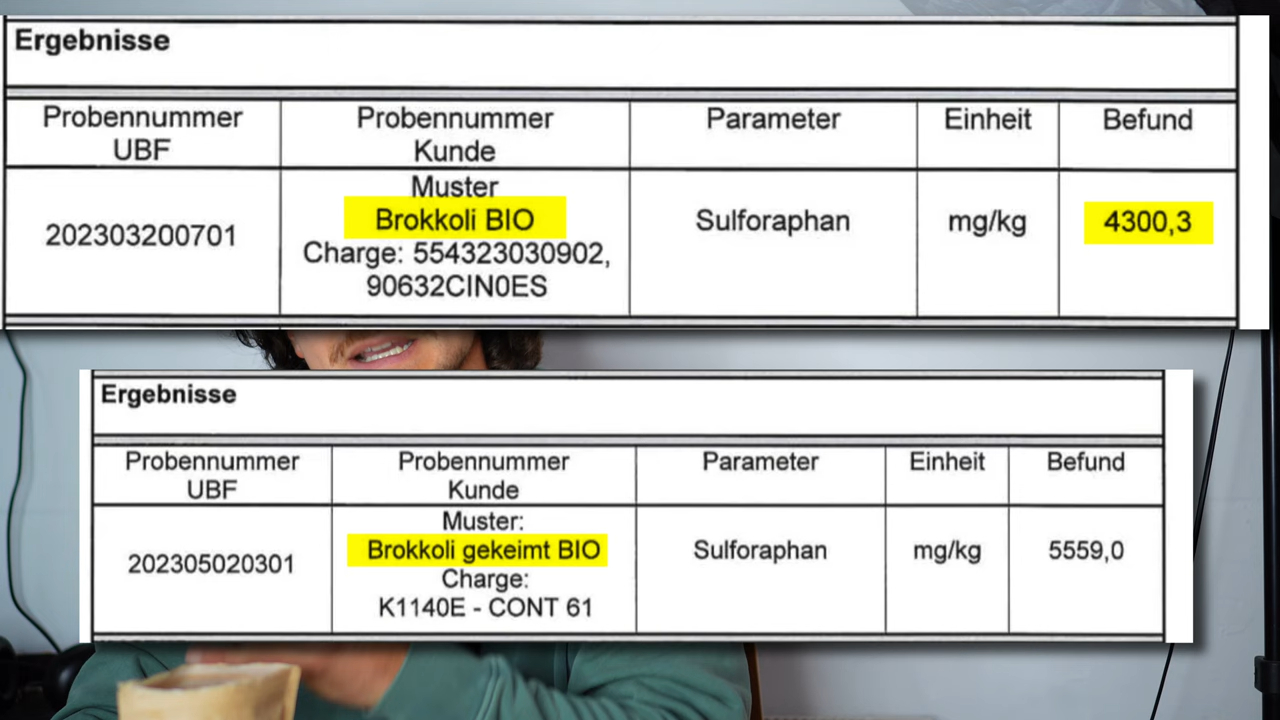 Ergebnisse
Probennummer UBF
Probennummer Kunde
Parameter
Einheit
Befund
202303200701
Muster
Brokkoli BIO
Charge: 554323030902,
90632CIN0ES
Sulforaphan
mg/kg
4300,3
Ergebnisse
Probennummer UBF
Probennummer Kunde
Parameter
Einheit
Befund
202305020301
Muster:
Brokkoli gekeimt BIO
Charge:
K1140E - CONT 61
Sulforaphan
mg/kg
5559,0